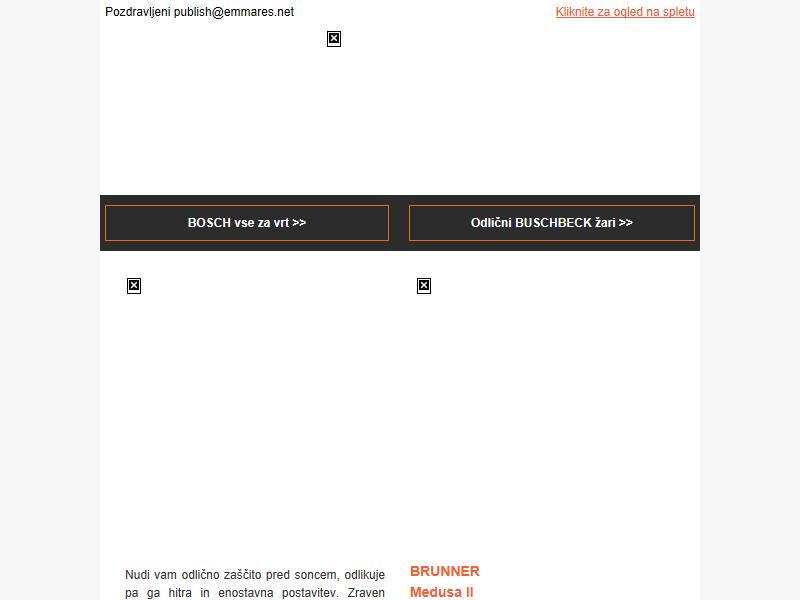 Pozdravljeni publish@emmares.net
Kliknite za ogled na spletu
BOSCH vse za vrt >>
Odlični BUSCHBECK žari >>
Nudi vam odlično zaščito pred soncem, odlikuje
pa ga hitra in enostavna postavitev. Zraven
BRUNNER
Medusa II